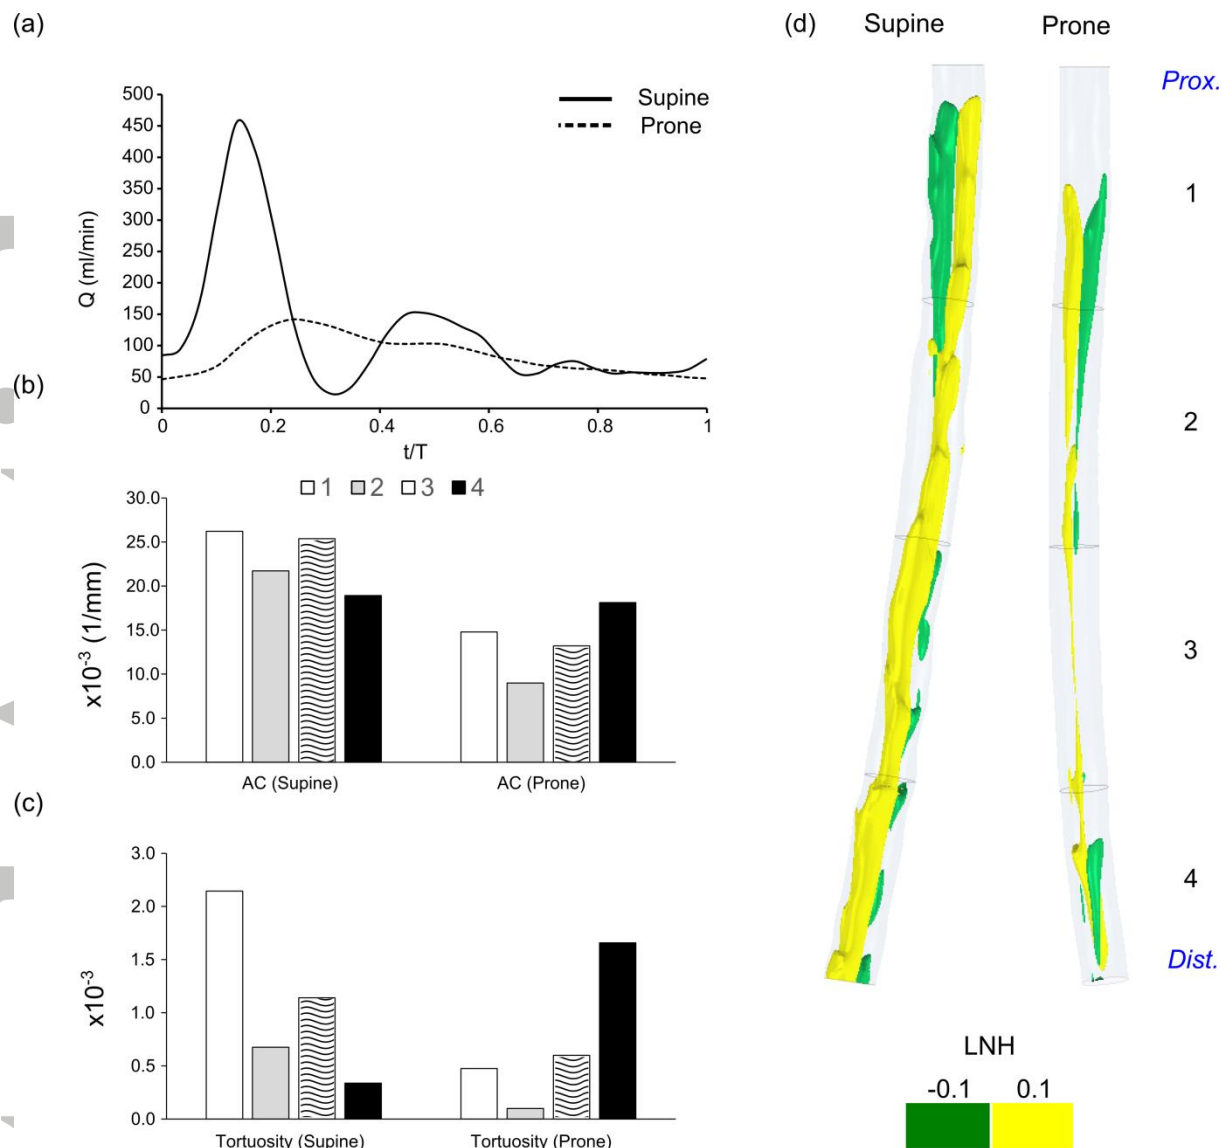 (a)
500
450
400
350
300
250
200
150
100
50
0
Q (ml/min)
Supine
Prone
0
0.2
0.4
0.6
0.8
1
t/T
(b)
1 2 3 4
30.0
25.0
20.0
15.0
10.0
5.0
0.0
x10⁻³ (1/mm)
AC (Supine)
AC (Prone)
(c)
3.0
2.0
1.5
1.0
0.5
0.0
x10⁻³
Tortuosity (Supine)
Tortuosity (Prone)
(d)
Supine
Prone
Prox.
1
2
3
4
Dist.
LNH
-0.1 0.1